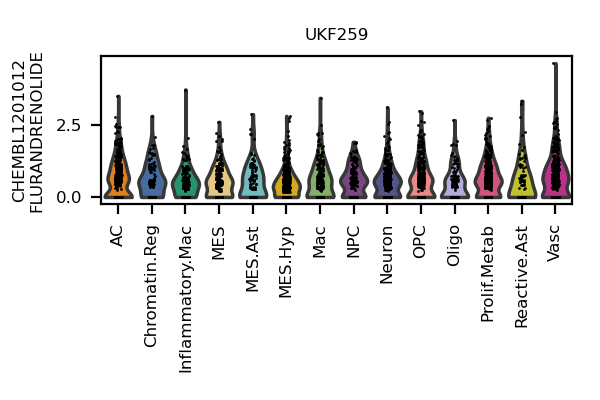 UKF259
CHEMBL1201012
FLURANDRENOLIDE
2.5
0.0
AC
Chromatin.Reg
Inflammatory.Mac
MES
MES.Ast
MES.Hyp
Mac
NPC
Neuron
OPC
Oligo
Prolif.Metab
Reactive.Ast
Vasc